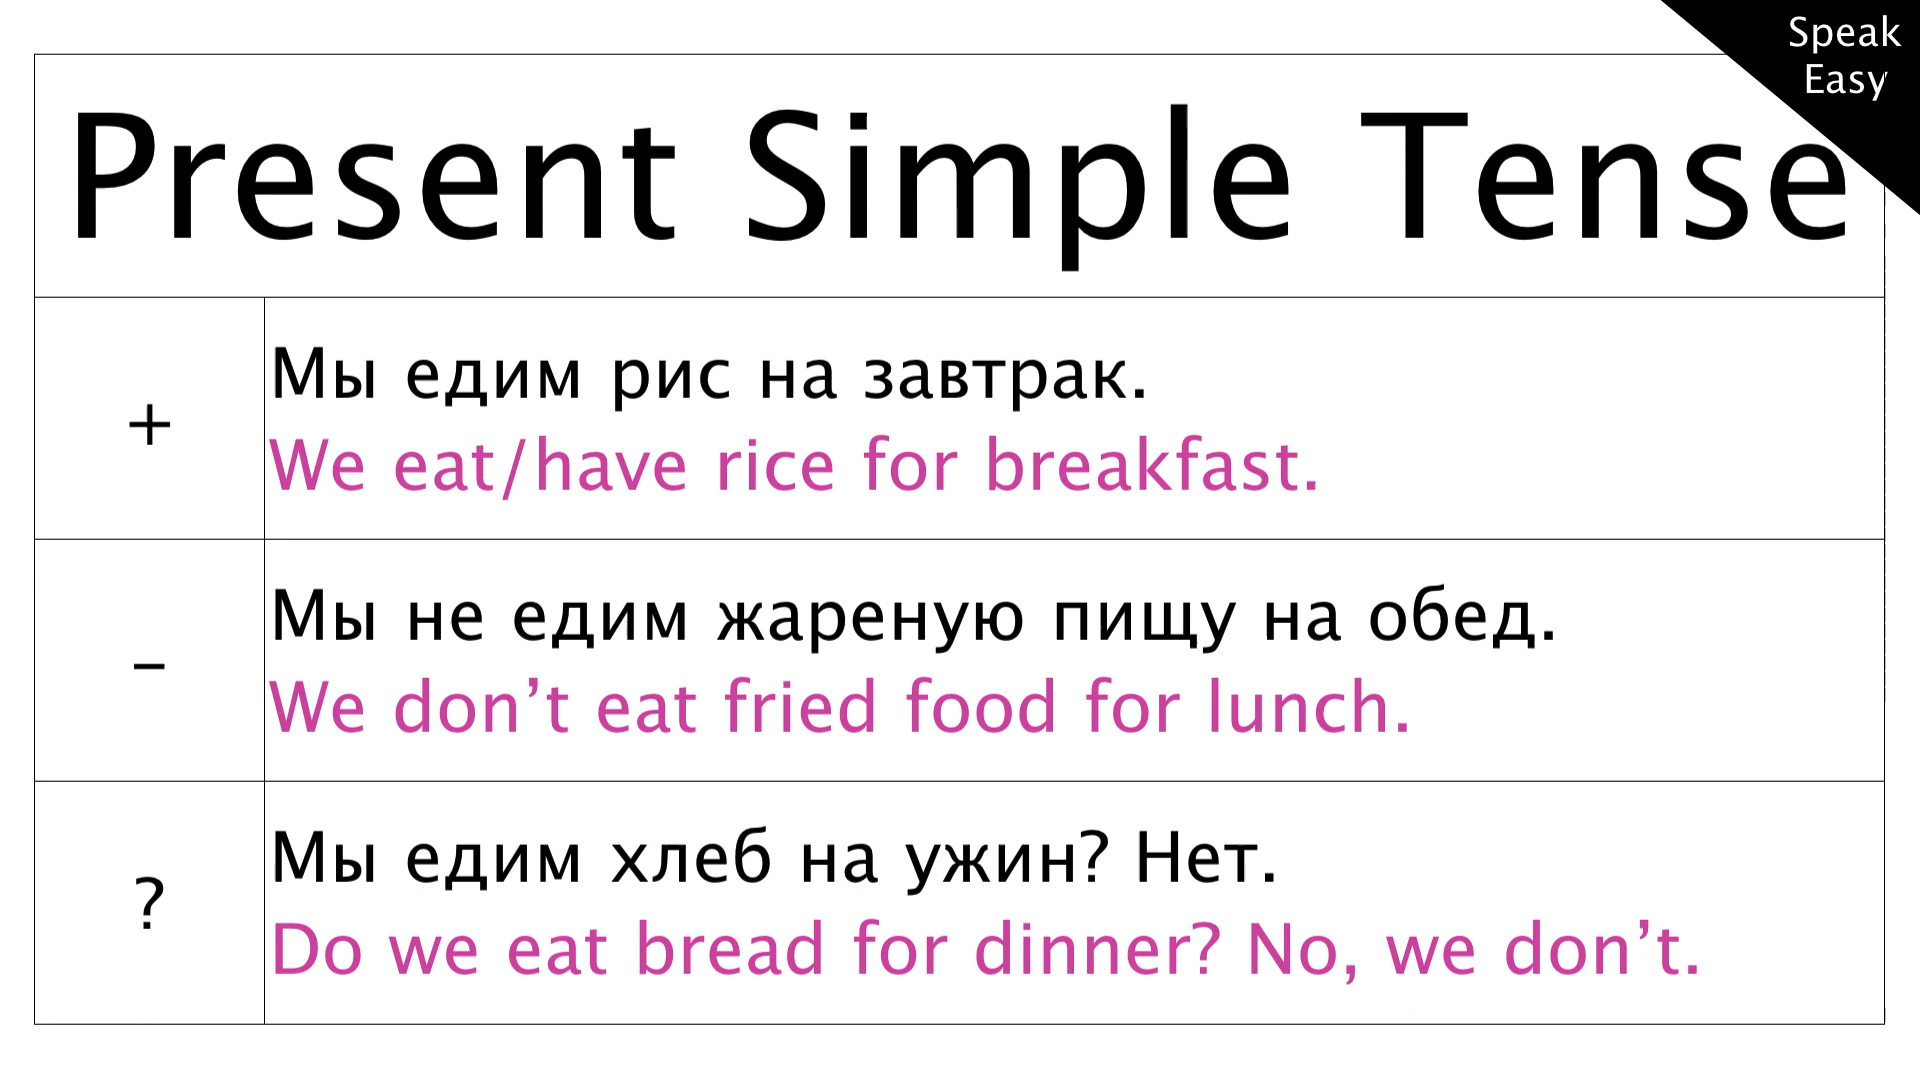 Speak
Easy
Present Simple Tense
+
Мы едим рис на завтрак.
We eat/have rice for breakfast.
–
Мы не едим жареную пищу на обед.
We don’t eat fried food for lunch.
?
Мы едим хлеб на ужин? Нет.
Do we eat bread for dinner? No, we don’t.